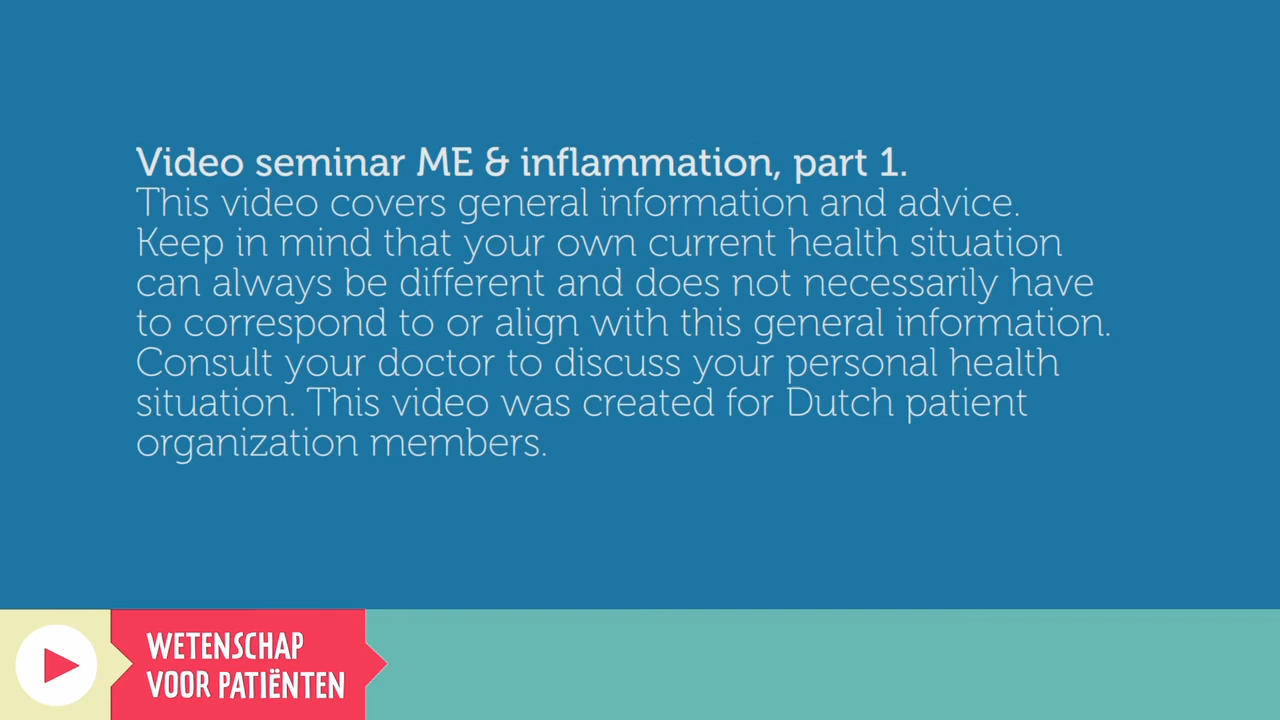 Video seminar ME & inflammation, part 1.
This video covers general information and advice.
Keep in mind that your own current health situation
can always be different and does not necessarily have
to correspond to or align with this general information.
Consult your doctor to discuss your personal health
situation. This video was created for Dutch patient
organization members.
WETENSCHAP
VOOR PATIËNTEN